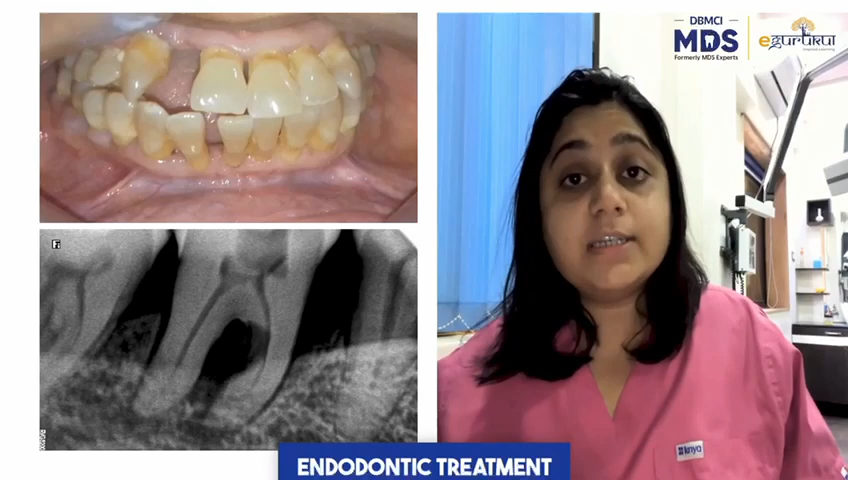 DBMCI
MDS
Formerly MDS Experts
eGurukul
F
ENDODONTIC TREATMENT